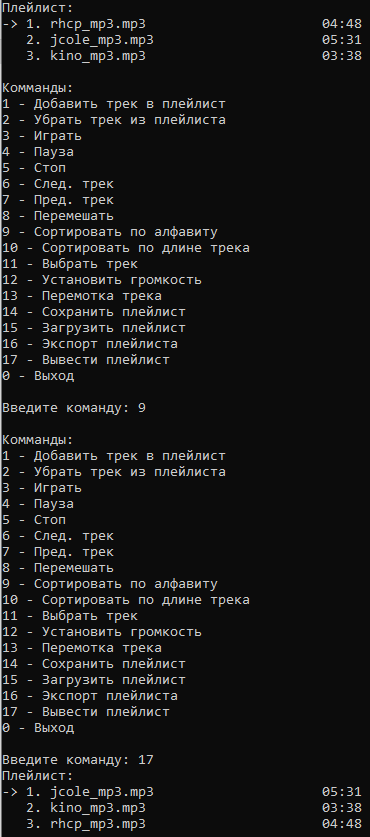 Плейлист:
-> 1. rhcp_mp3.mp3 04:48
2. jcole_mp3.mp3 05:31
3. kino_mp3.mp3 03:38
Комманды:
1 - Добавить трек в плейлист
2 - Убрать трек из плейлиста
3 - Играть
4 - Пауза
5 - Стоп
6 - След. трек
7 - Пред. трек
8 - Перемешать
9 - Сортировать по алфавиту
10 - Сортировать по длине трека
11 - Выбрать трек
12 - Установить громкость
13 - Перемотка трека
14 - Сохранить плейлист
15 - Загрузить плейлист
16 - Экспорт плейлиста
17 - Вывести плейлист
0 - Выход
Введите команду: 9
Комманды:
1 - Добавить трек в плейлист
2 - Убрать трек из плейлиста
3 - Играть
4 - Пауза
5 - Стоп
6 - След. трек
7 - Пред. трек
8 - Перемешать
9 - Сортировать по алфавиту
10 - Сортировать по длине трека
11 - Выбрать трек
12 - Установить громкость
13 - Перемотка трека
14 - Сохранить плейлист
15 - Загрузить плейлист
16 - Экспорт плейлиста
17 - Вывести плейлист
0 - Выход
Введите команду: 17
Плейлист:
-> 1. jcole_mp3.mp3 05:31
2. kino_mp3.mp3 03:38
3. rhcp_mp3.mp3 04:48